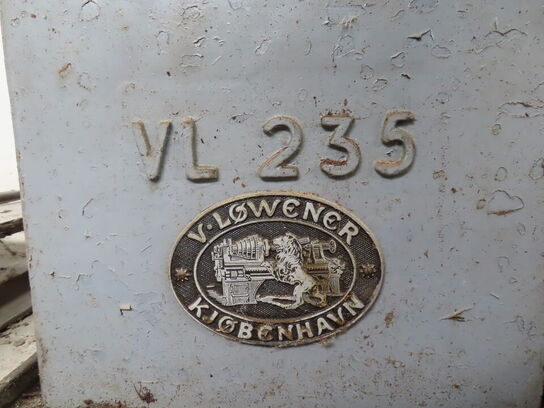 VL 235
V. LØWENER
KJØBENHAVN